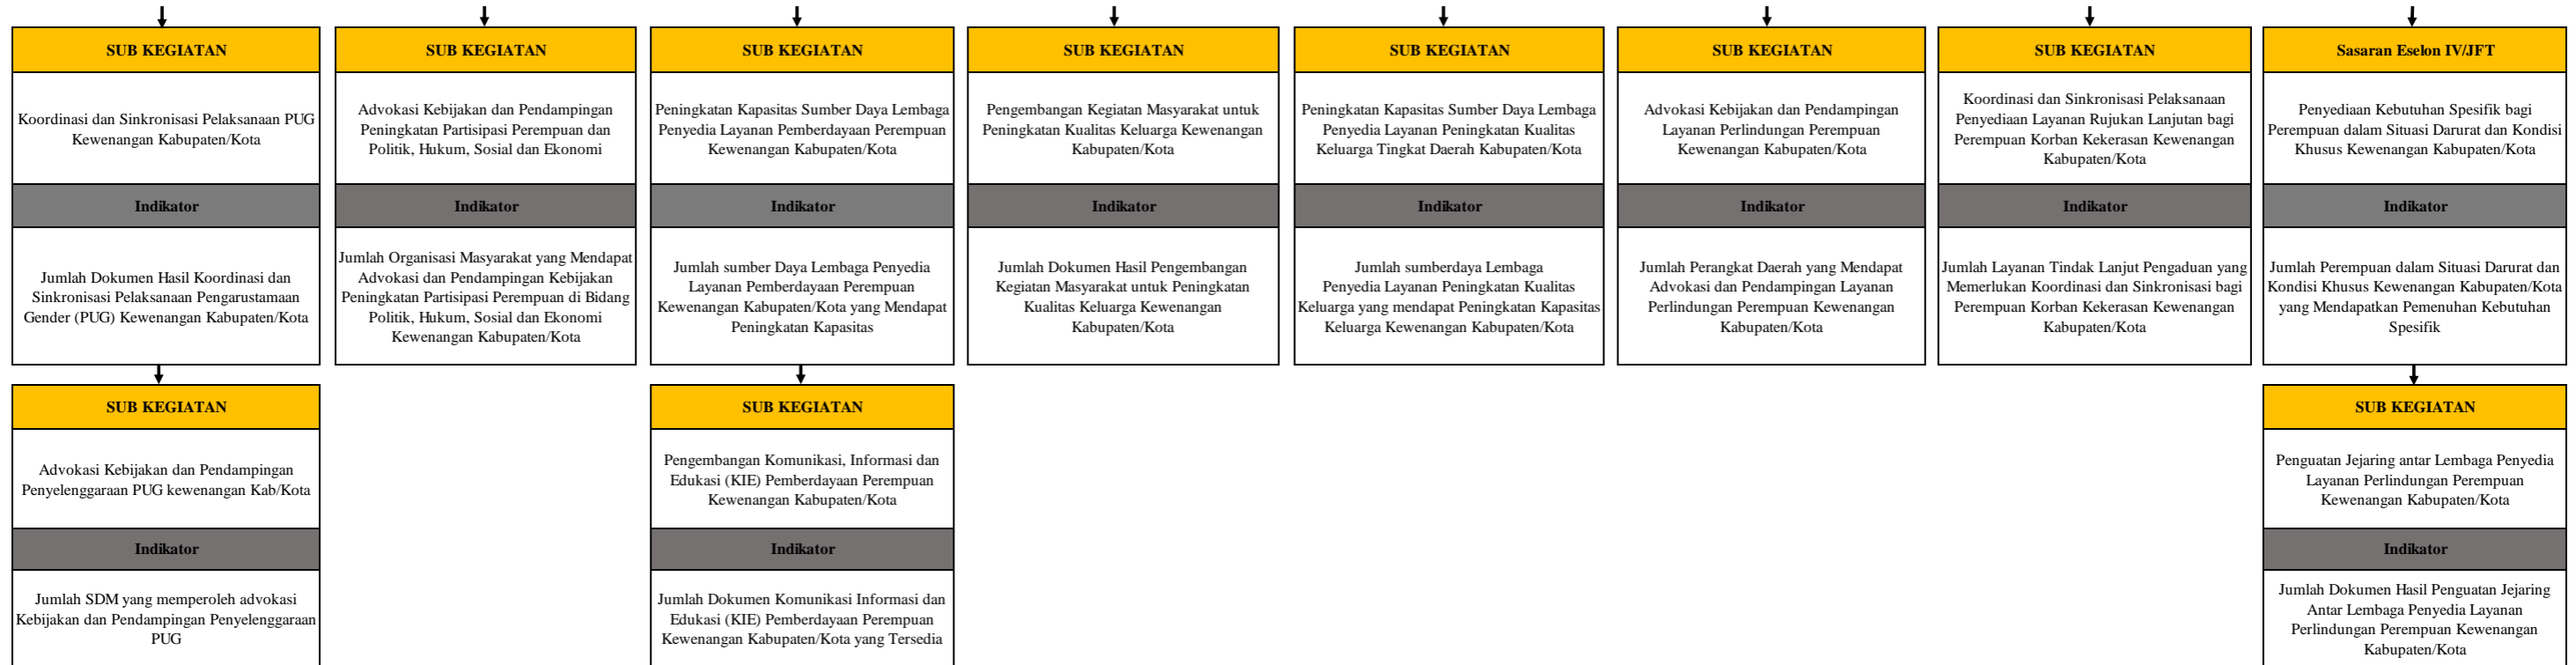 SUB KEGIATAN
Koordinasi dan Sinkronisasi Pelaksanaan PUG
Kewenangan Kabupaten/Kota
Indikator
Jumlah Dokumen Hasil Koordinasi dan
Sinkronisasi Pelaksanaan Pengarustamaan
Gender (PUG) Kewenangan Kabupaten/Kota
SUB KEGIATAN
Advokasi Kebijakan dan Pendampingan
Peningkatan Partisipasi Perempuan dan
Politik, Hukum, Sosial dan Ekonomi
Indikator
Jumlah Organisasi Masyarakat yang Mendapat
Advokasi dan Pendampingan Kebijakan
Peningkatan Partisipasi Perempuan di Bidang
Politik, Hukum, Sosial dan Ekonomi
Kewenangan Kabupaten/Kota
SUB KEGIATAN
Peningkatan Kapasitas Sumber Daya Lembaga
Penyedia Layanan Pemberdayaan Perempuan
Kewenangan Kabupaten/Kota
Indikator
Jumlah sumber Daya Lembaga Penyedia
Layanan Pemberdayaan Perempuan
Kewenangan Kabupaten/Kota yang Mendapat
Peningkatan Kapasitas
SUB KEGIATAN
Pengembangan Kegiatan Masyarakat untuk
Peningkatan Kualitas Keluarga Kewenangan
Kabupaten/Kota
Indikator
Jumlah Dokumen Hasil Pengembangan
Kegiatan Masyarakat untuk Peningkatan
Kualitas Keluarga Kewenangan
Kabupaten/Kota
SUB KEGIATAN
Peningkatan Kapasitas Sumber Daya Lembaga
Penyedia Layanan Peningkatan Kualitas
Keluarga Tingkat Daerah Kabupaten/Kota
Indikator
Jumlah sumberdaya Lembaga
Penyedia Layanan Peningkatan Kualitas
Keluarga yang mendapat Peningkatan Kapasitas
Keluarga Kewenangan Kabupaten/Kota
SUB KEGIATAN
Advokasi Kebijakan dan Pendampingan
Layanan Perlindungan Perempuan
Kewenangan Kabupaten/Kota
Indikator
Jumlah Perangkat Daerah yang Mendapat
Advokasi dan Pendampingan Layanan
Perlindungan Perempuan Kewenangan
Kabupaten/Kota
SUB KEGIATAN
Koordinasi dan Sinkronisasi Pelaksanaan
Penyediaan Layanan Rujukan Lanjutan bagi
Perempuan Korban Kekerasan Kewenangan
Kabupaten/Kota
Indikator
Jumlah Layanan Tindak Lanjut Pengaduan yang
Memerlukan Koordinasi dan Sinkronisasi bagi
Perempuan Korban Kekerasan Kewenangan
Kabupaten/Kota
Sasaran Eselon IV/JFT
Penyediaan Kebutuhan Spesifik bagi
Perempuan dalam Situasi Darurat dan Kondisi
Khusus Kewenangan Kabupaten/Kota
Indikator
Jumlah Perempuan dalam Situasi Darurat dan
Kondisi Khusus Kewenangan Kabupaten/Kota
yang Mendapatkan Pemenuhan Kebutuhan
Spesifik
SUB KEGIATAN
Advokasi Kebijakan dan Pendampingan
Penyelenggaraan PUG kewenangan Kab/Kota
Indikator
Jumlah SDM yang memperoleh advokasi
Kebijakan dan Pendampingan Penyelenggaraan
PUG
SUB KEGIATAN
Pengembangan Komunikasi, Informasi dan
Edukasi (KIE) Pemberdayaan Perempuan
Kewenangan Kabupaten/Kota
Indikator
Jumlah Dokumen Komunikasi Informasi dan
Edukasi (KIE) Pemberdayaan Perempuan
Kewenangan Kabupaten/Kota yang Tersedia
SUB KEGIATAN
Penguatan Jejaring antar Lembaga Penyedia
Layanan Perlindungan Perempuan
Kewenangan Kabupaten/Kota
Indikator
Jumlah Dokumen Hasil Penguatan Jejaring
Antar Lembaga Penyedia Layanan
Perlindungan Perempuan Kewenangan
Kabupaten/Kota